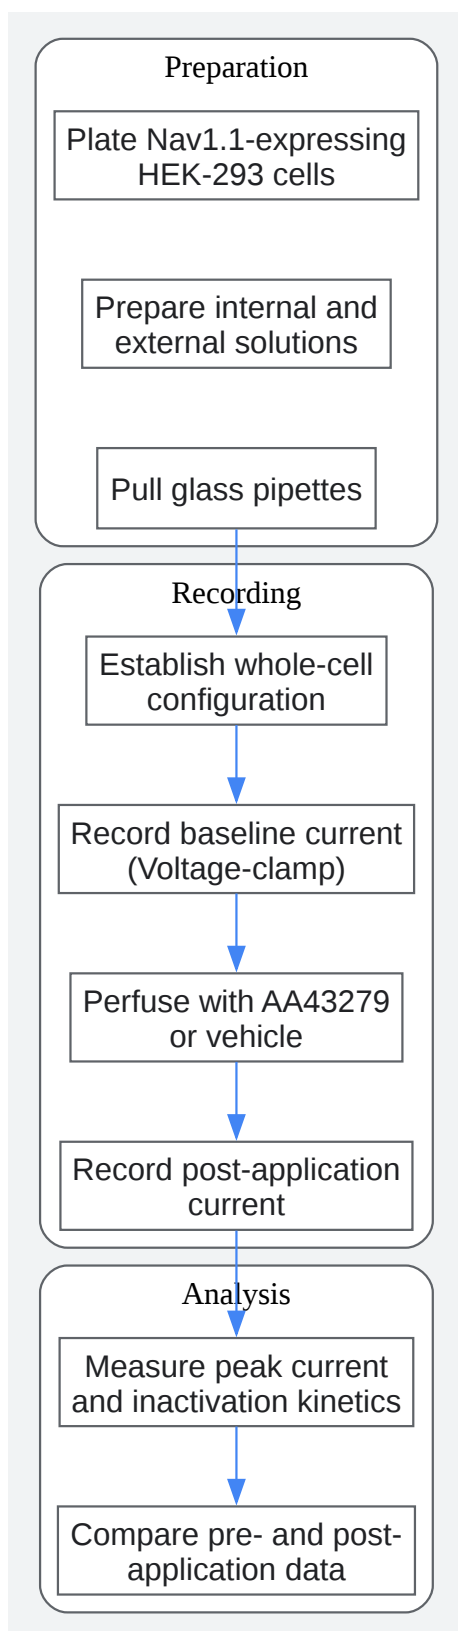 Preparation
Plate Nav1.1-expressing
HEK-293 cells
Prepare internal and
external solutions
Pull glass pipettes
Recording
Establish whole-cell
configuration
Record baseline current
(Voltage-clamp)
Perfuse with AA43279
or vehicle
Record post-application
current
Analysis
Measure peak current
and inactivation kinetics
Compare pre- and post-
application data